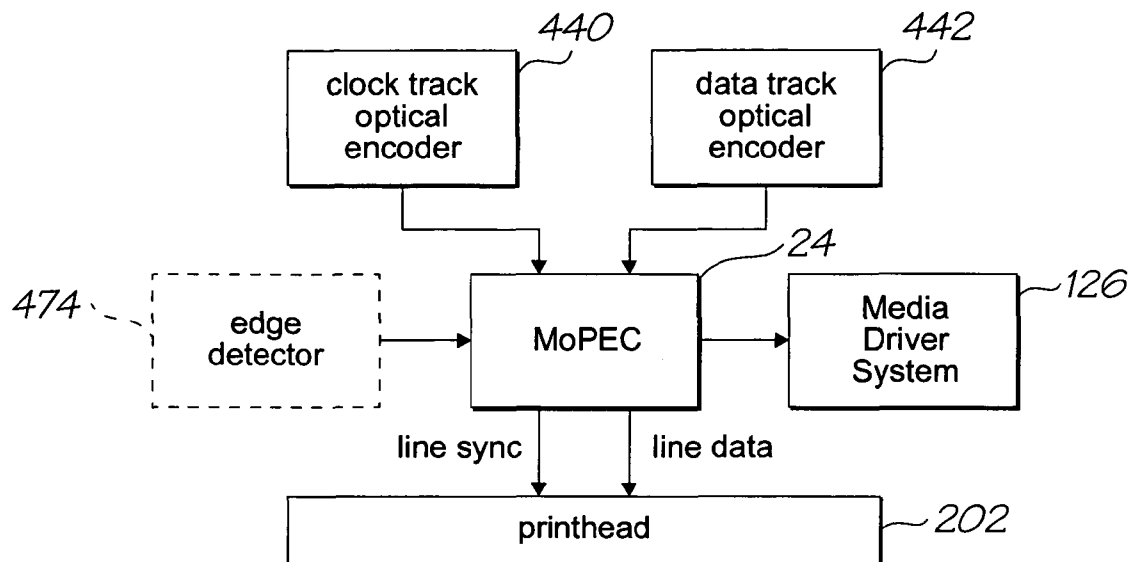 440
442
clock track
optical
encoder
data track
optical
encoder
24
474
126
edge
detector
MoPEC
Media
Driver
System
line sync
line data
printhead
202